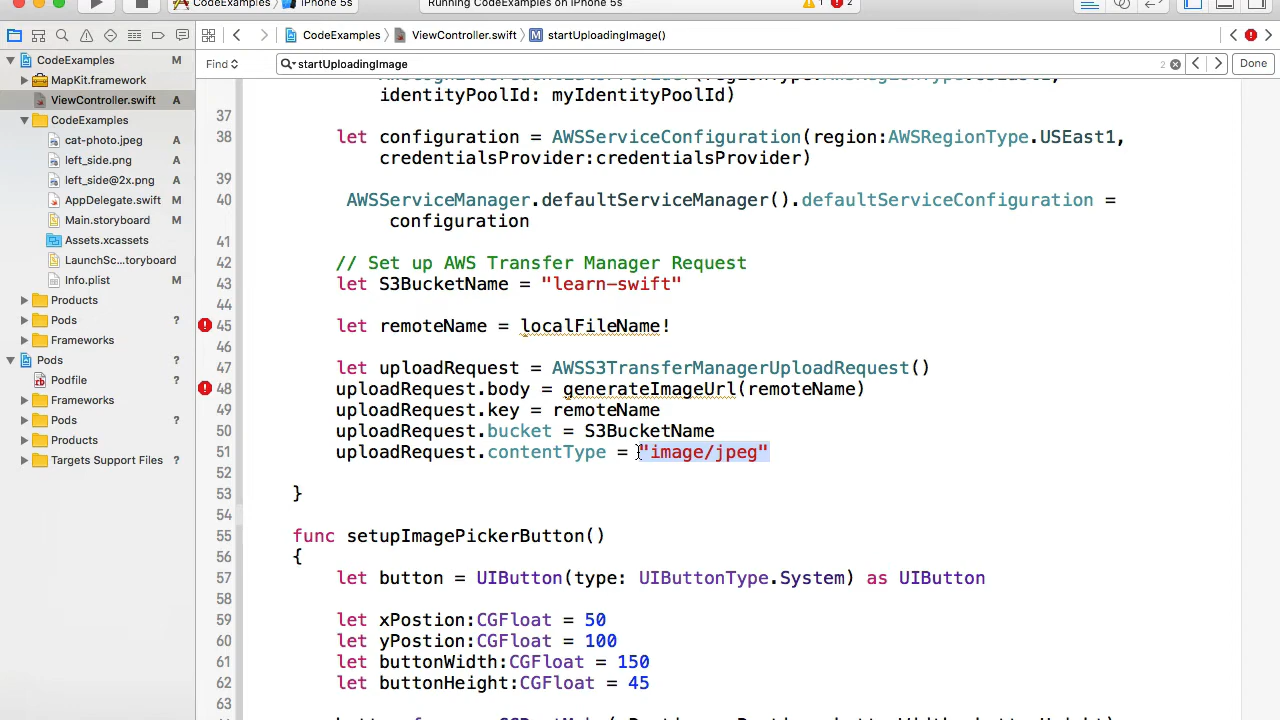 CodeExamples iPhone 5s Running CodeExamples on iPhone 5s 1 2
CodeExamples ViewController.swift M startUploadingImage()
Find startUploadingImage 2 Done
CodeExamples M
MapKit.framework A
ViewController.swift A
CodeExamples
cat-photo.jpeg A
left_side.png A
left_side@2x.png A
AppDelegate.swift M
Main.storyboard M
Assets.xcassets
LaunchSc...toryboard
Info.plist M
Products
Pods ?
Frameworks
Pods ?
Podfile
Frameworks
Pods ?
Products
Targets Support Files ?
identityPoolId: myIdentityPoolId)
37
38 let configuration = AWSServiceConfiguration(region:AWSRegionType.USEast1,
credentialsProvider:credentialsProvider)
39
40 AWSServiceManager.defaultServiceManager().defaultServiceConfiguration =
configuration
41
42 // Set up AWS Transfer Manager Request
43 let S3BucketName = "learn-swift"
44
45 let remoteName = localFileName!
46
47 let uploadRequest = AWSS3TransferManagerUploadRequest()
48 uploadRequest.body = generateImageUrl(remoteName)
49 uploadRequest.key = remoteName
50 uploadRequest.bucket = S3BucketName
51 uploadRequest.contentType = "image/jpeg"
52
53 }
54
55 func setupImagePickerButton()
56 {
57 let button = UIButton(type: UIButtonType.System) as UIButton
58
59 let xPostion:CGFloat = 50
60 let yPostion:CGFloat = 100
61 let buttonWidth:CGFloat = 150
62 let buttonHeight:CGFloat = 45
63